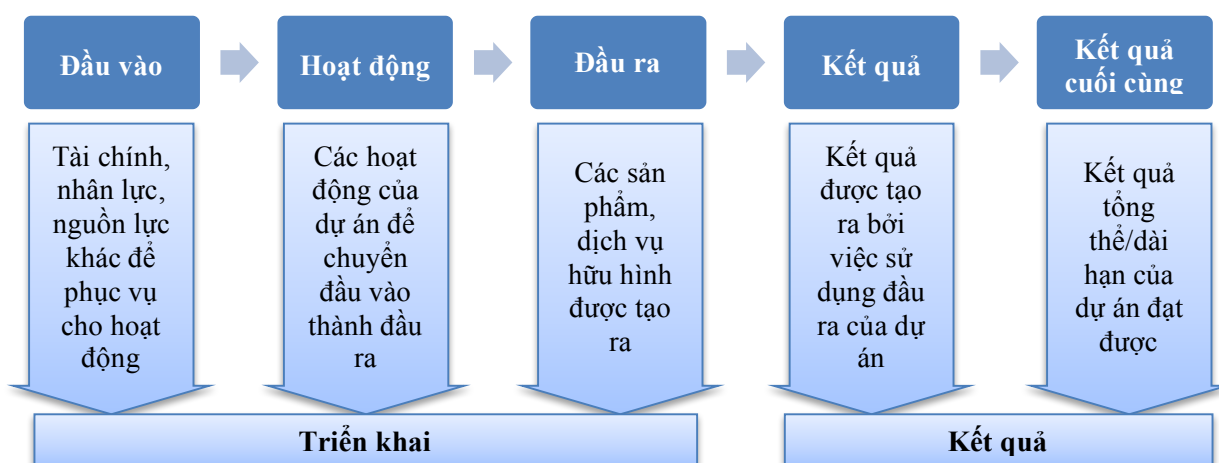 Đầu vào
Hoạt động
Đầu ra
Kết quả
Kết quả
cuối cùng
Tài chính,
nhân lực,
nguồn lực
khác để
phục vụ
cho hoạt
động
Các hoạt
động của
dự án để
chuyển
đầu vào
thành đầu
ra
Các sản
phẩm,
dịch vụ
hữu hình
được tạo
ra
Kết quả
được tạo
ra bởi
việc sử
dụng đầu
ra của dự
án
Kết quả
tổng
thể/dài
hạn của
dự án đạt
được
Triển khai
Kết quả